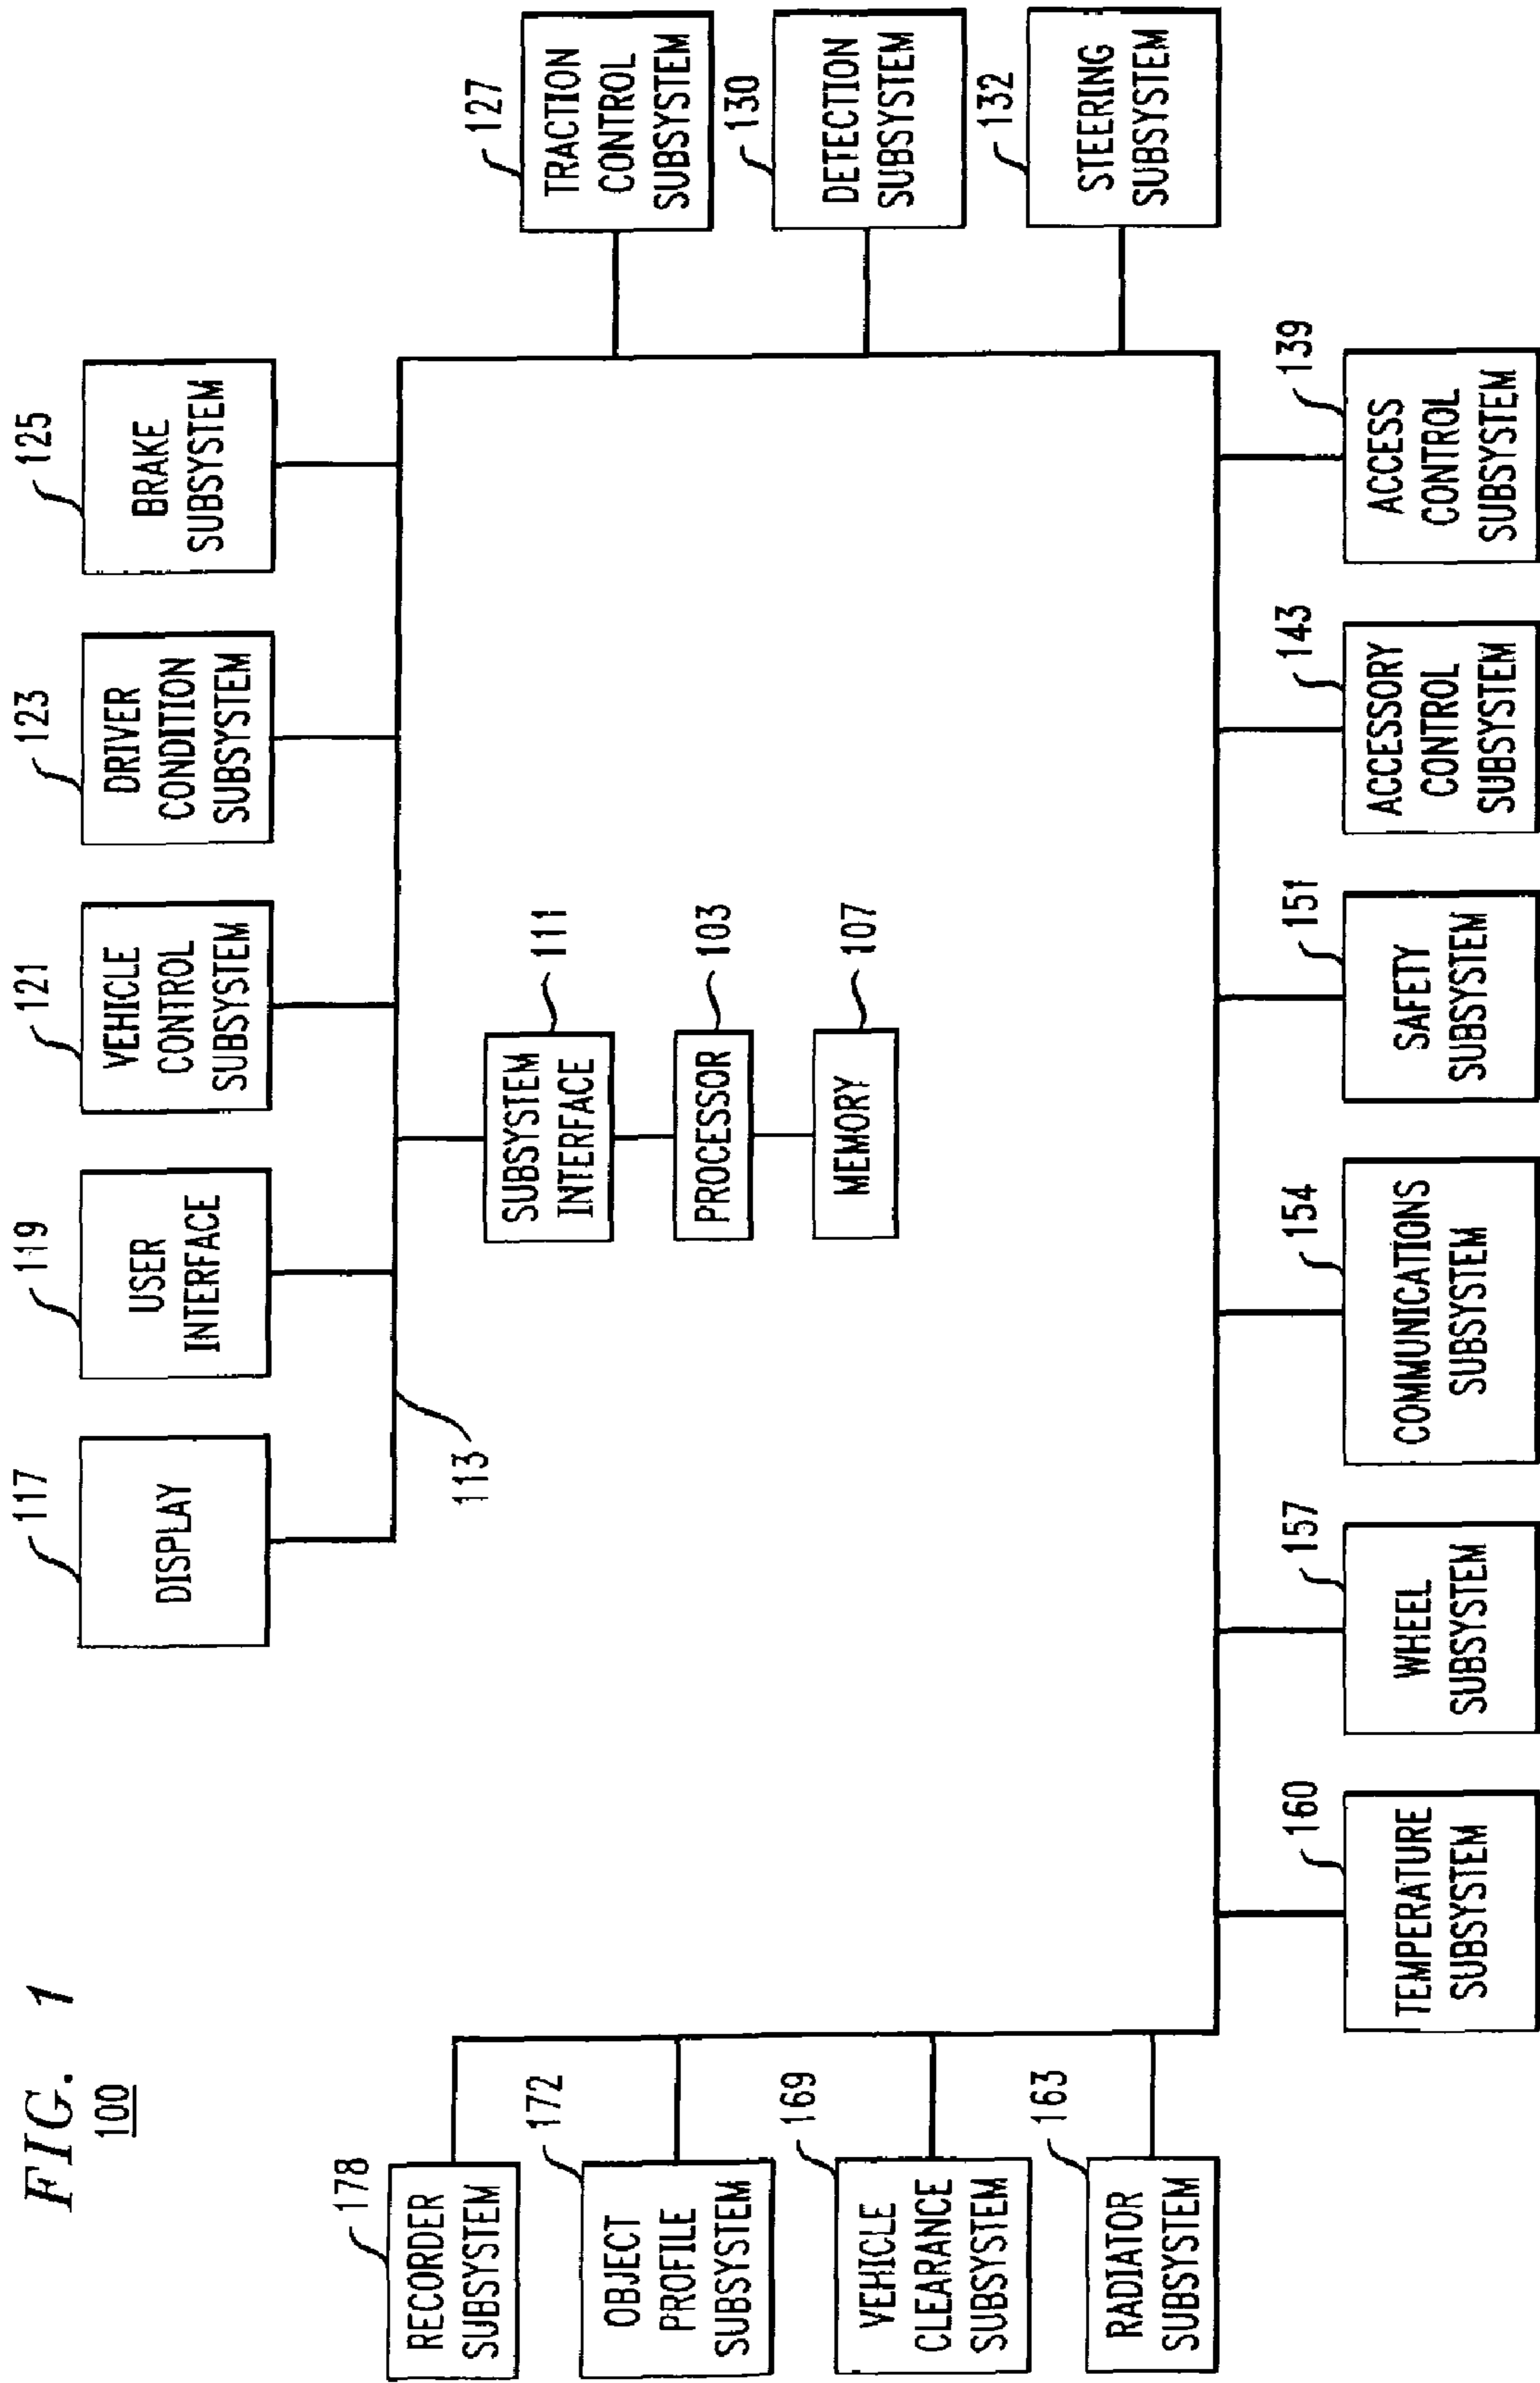 FIG. 1
100
117
DISPLAY
119
USER
INTERFACE
121
VEHICLE
CONTROL
SUBSYSTEM
123
DRIVER
CONDITION
SUBSYSTEM
125
BRAKE
SUBSYSTEM
113
SUBSYSTEM
INTERFACE
111
PROCESSOR
103
MEMORY
107
127
TRACTION
CONTROL
SUBSYSTEM
130
DETECTION
SUBSYSTEM
132
STEERING
SUBSYSTEM
178
RECORDER
SUBSYSTEM
172
OBJECT
PROFILE
SUBSYSTEM
169
VEHICLE
CLEARANCE
SUBSYSTEM
163
RADIATOR
SUBSYSTEM
160
TEMPERATURE
SUBSYSTEM
157
WHEEL
SUBSYSTEM
154
COMMUNICATIONS
SUBSYSTEM
151
SAFETY
SUBSYSTEM
143
ACCESSORY
CONTROL
SUBSYSTEM
139
ACCESS
CONTROL
SUBSYSTEM